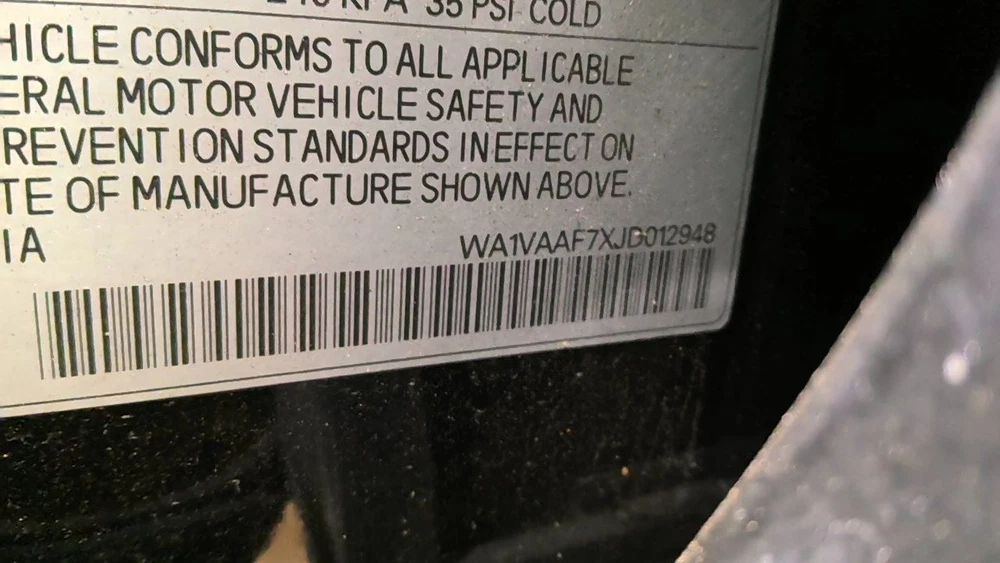 35 PSI COLD
HICLE CONFORMS TO ALL APPLICABLE
ERAL MOTOR VEHICLE SAFETY AND
REVENTION STANDARDS IN EFFECT ON
TE OF MANUFACTURE SHOWN ABOVE.
IA
WA1VAAF7XJD012948